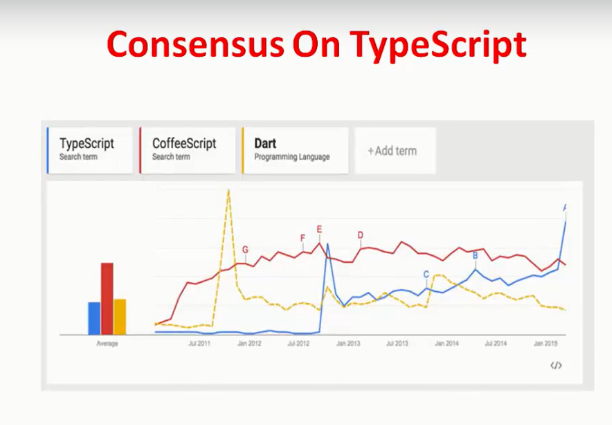 Consensus On TypeScript
TypeScript
Search term
CoffeeScript
Search term
Dart
Programming Language
+Add term
A
E
D
F
G
B
C
Average
Jul 2011
Jan 2012
Jul 2012
Jan 2013
Jul 2013
Jan 2014
Jul 2014
Jan 2015
</>